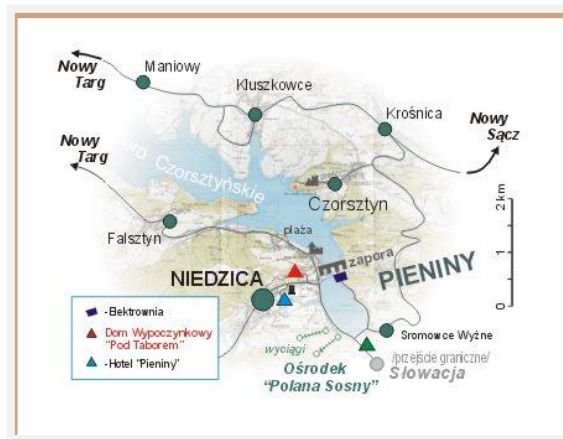 Maniowy
Nowy
Targ
Kluszkowce
Krośnica
Nowy
Sącz
Nowy
Targ
Czorsztyńskie
Czorsztyn
2 km
Falsztyn
plaża
zapora
PIENINY
1
NIEDZICA
0
-Elektrownia
Dom Wypoczynkowy
"Pod Taborem"
-Hotel "Pieniny"
Sromowce Wyżne
wyciągi
/przejście graniczne/
Słowacja
Ośrodek
"Polana Sosny"